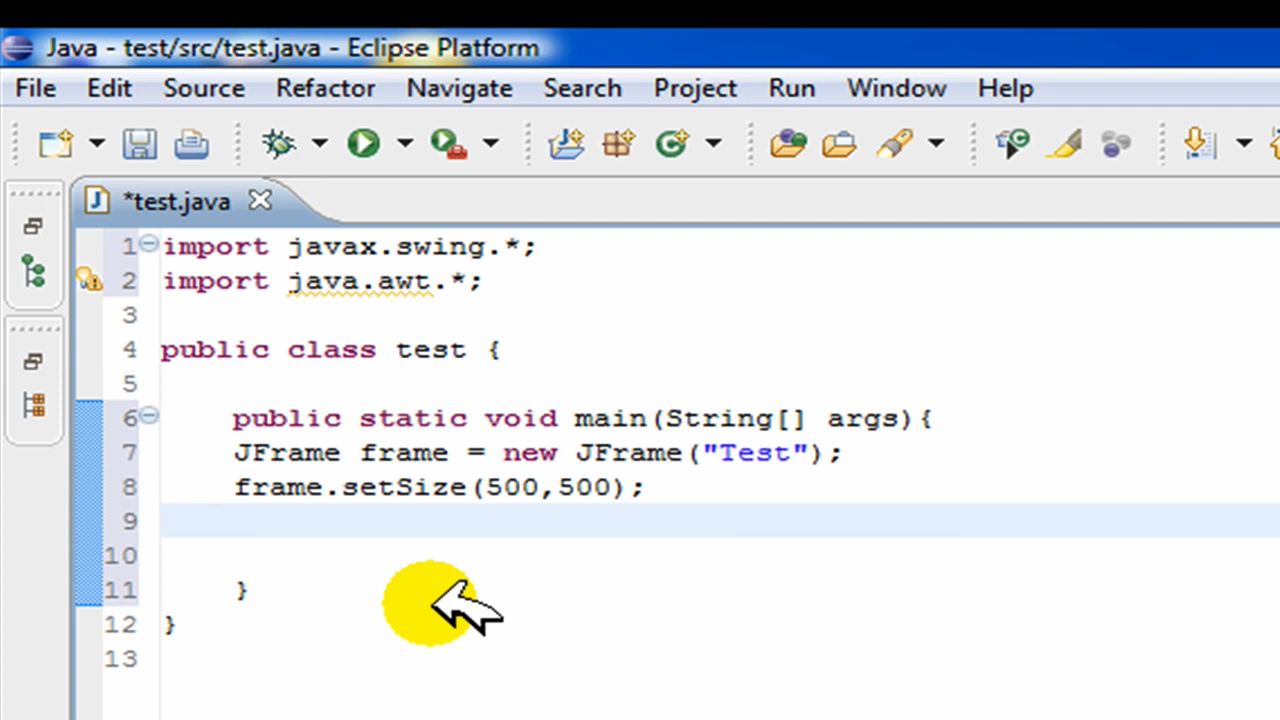 Java - test/src/test.java - Eclipse Platform
File Edit Source Refactor Navigate Search Project Run Window Help
*test.java
1 import javax.swing.*;
2 import java.awt.*;
3
4 public class test {
5
6 public static void main(String[] args){
7 JFrame frame = new JFrame("Test");
8 frame.setSize(500,500);
9
10
11 }
12 }
13